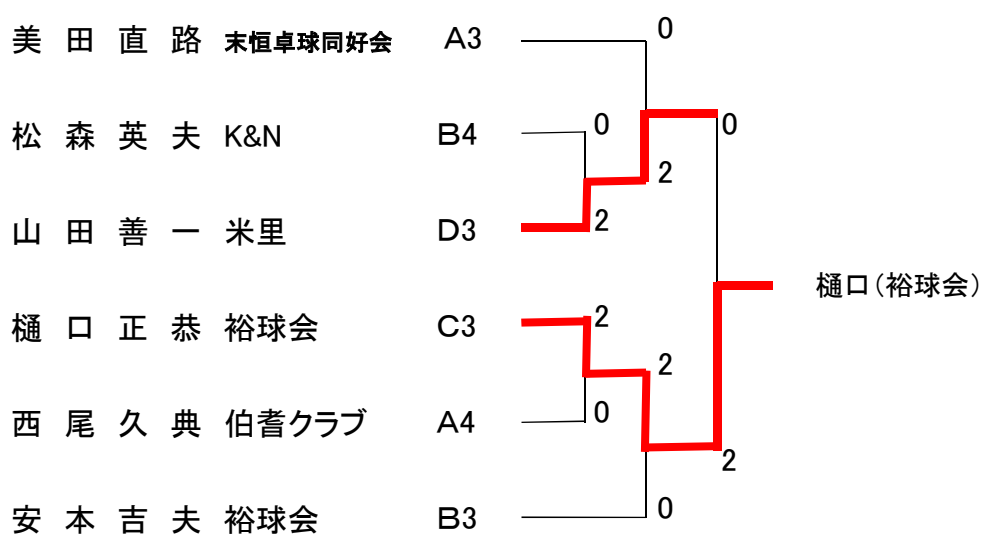 美田直路 末恒卓球同好会 A3 0
松森英夫 K&N B4 0 0
2
山田善一 米里 D3 2
樋口(裕球会)
樋口正恭 裕球会 C3 2
2
西尾久典 伯耆クラブ A4 0
2
安本吉夫 裕球会 B3 0